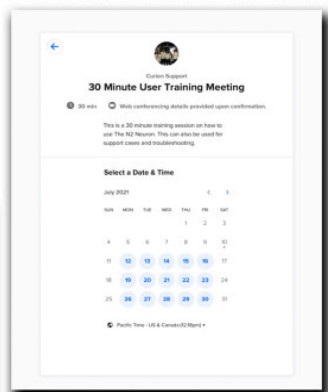 Curion Support
30 Minute User Training Meeting
30 min Web conferencing details provided upon confirmation.
This is a 30 minute training session on how to
use The N2 Neuron. This can also be used for
support cases and troubleshooting.
Select a Date & Time
July 2021
SUN MON TUE WED THU FRI SAT
1 2 3
4 5 6 7 8 9 10
11 12 13 14 15 16 17
18 19 20 21 22 23 24
25 26 27 28 29 30 31
Pacific Time - US & Canada (12:18pm)